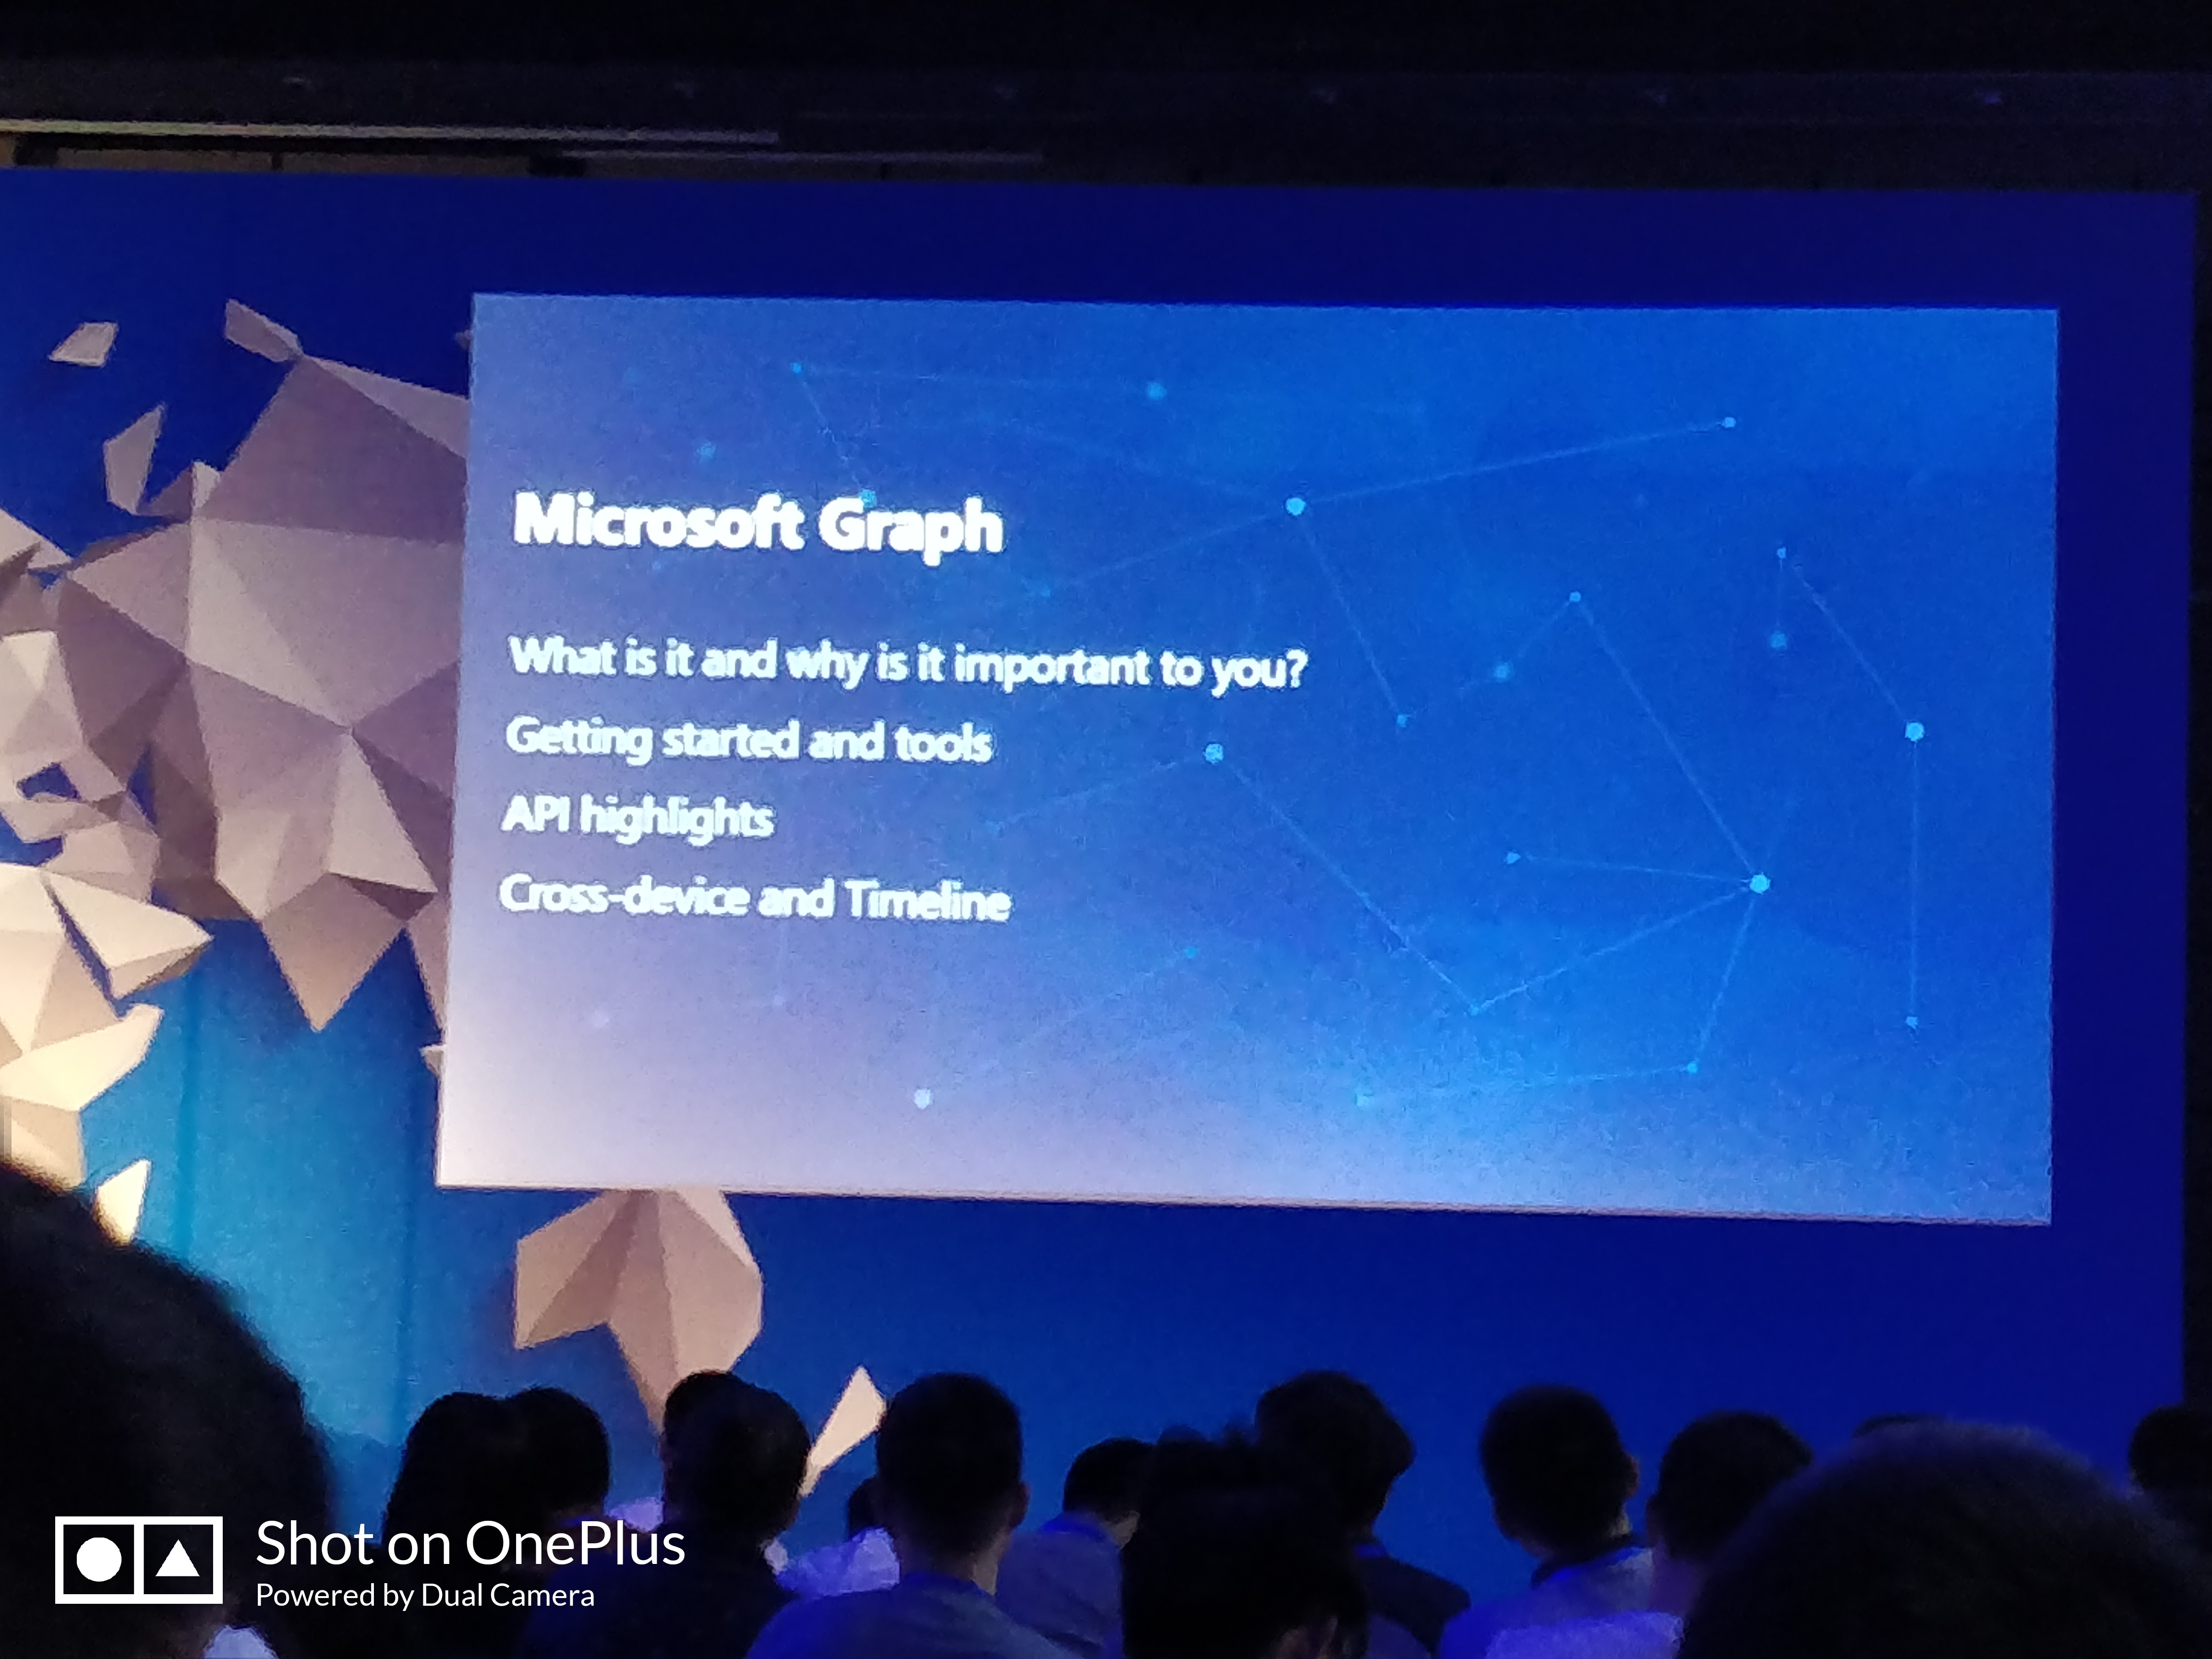 Microsoft Graph
What is it and why is it important to you?
Getting started and tools
API highlights
Cross-device and Timeline
Shot on OnePlus
Powered by Dual Camera